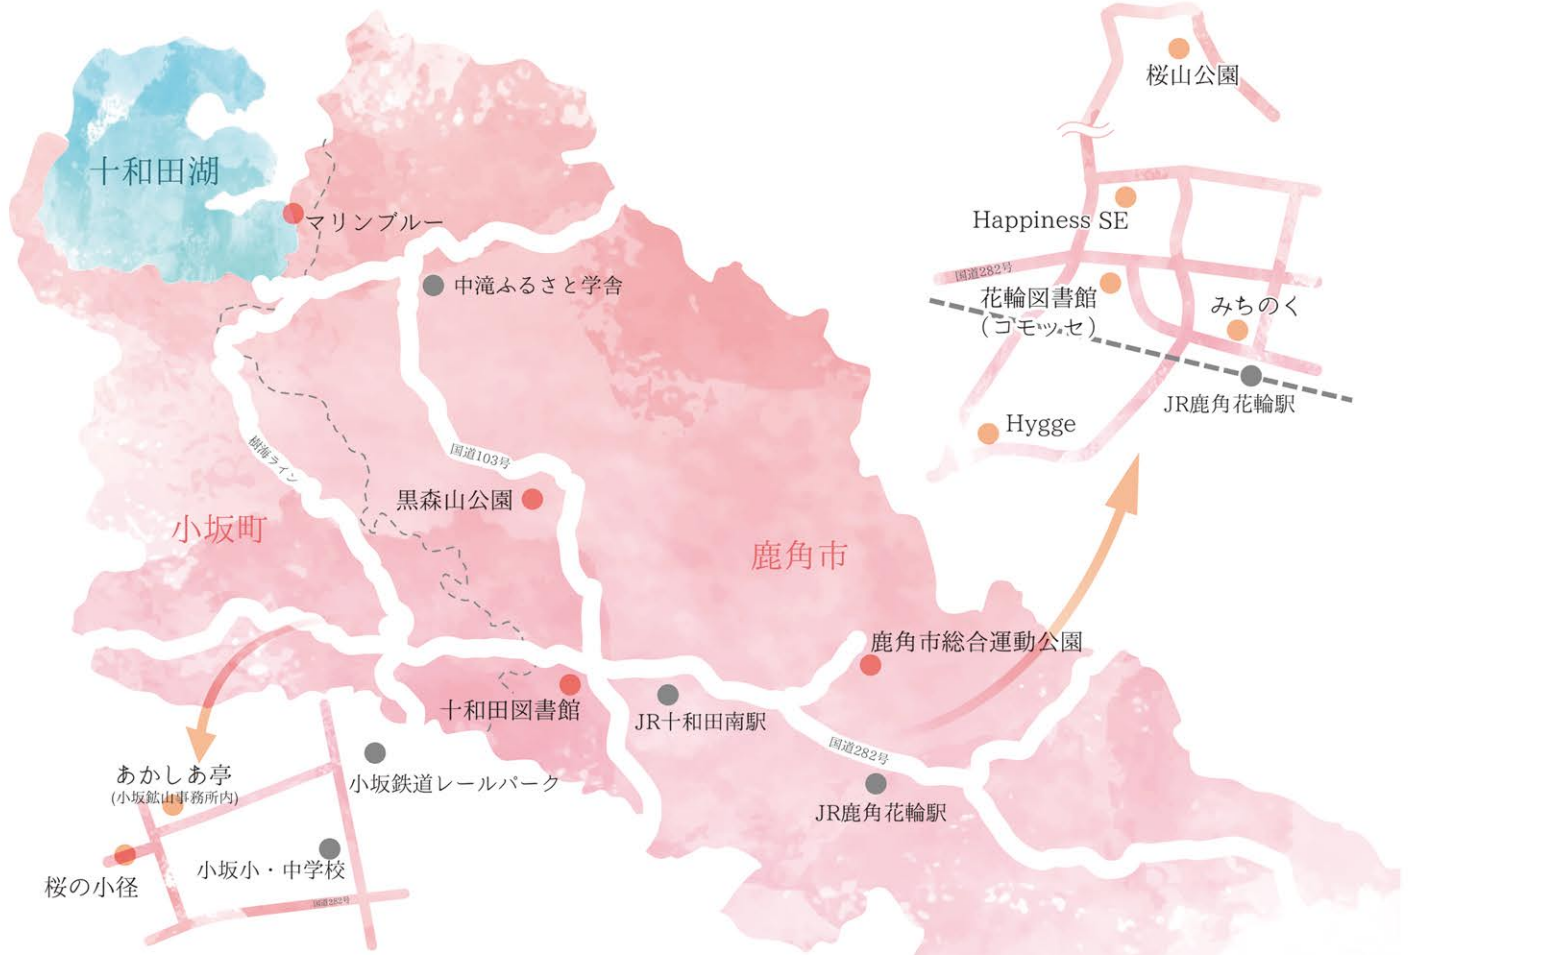 十和田湖
マリンブルー
中滝ふるさと学舎
樹海ライン
国道103号
黒森山公園
小坂町
鹿角市
鹿角市総合運動公園
十和田図書館
JR十和田南駅
国道282号
JR鹿角花輪駅
あかしあ亭
(小坂鉱山事務所内)
小坂鉄道レールパーク
桜の小径
小坂小・中学校
国道282号
桜山公園
Happiness SE
国道282号
花輪図書館
(コモッセ)
みちのく
JR鹿角花輪駅
Hygge